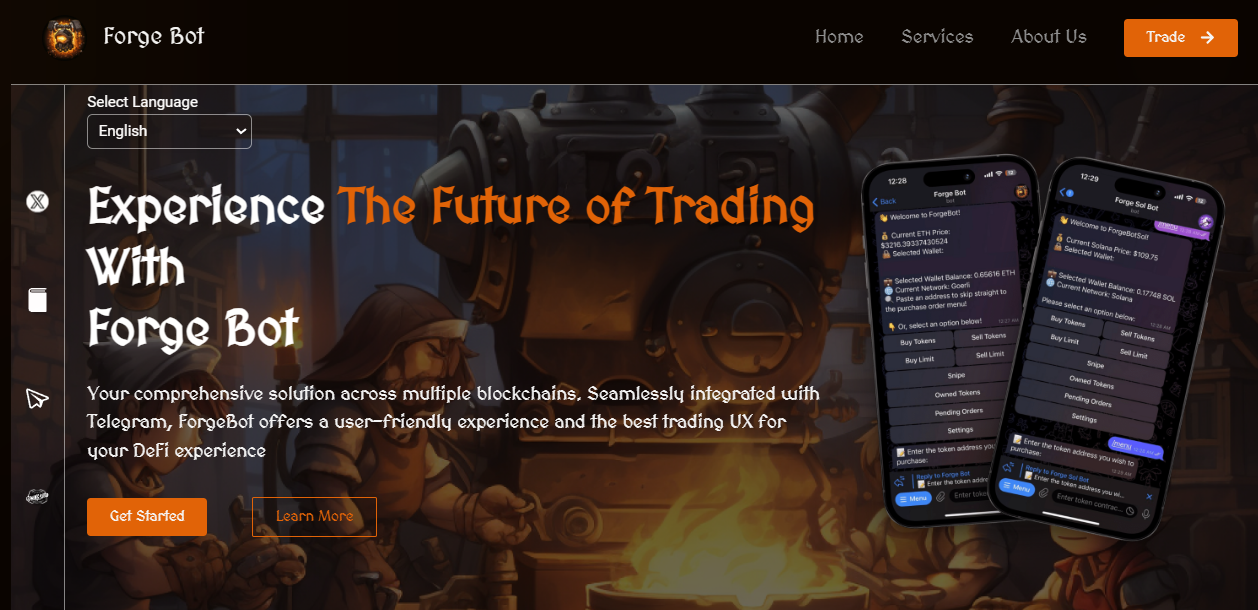 Forge Bot
Home
Services
About Us
Trade
Select Language
English
Experience The Future of Trading
With
Forge Bot
Your comprehensive solution across multiple blockchains. Seamlessly integrated with
Telegram, ForgeBot offers a user-friendly experience and the best trading UX for
your DeFi experience
Get Started
Learn More
12:28
Back
Forge Bot
bot
Welcome to ForgeBot!
Current ETH Price:
$3216.39337430524
Selected Wallet:
Selected Wallet Balance: 0.65616 ETH
Current Network: Goerli
Paste an address to skip straight to
the purchase order menu!
Or, select an option below!
Buy Tokens
Sell Tokens
Buy Limit
Sell Limit
Snipe
Owned Tokens
Pending Orders
Settings
Enter the token address you
purchase:
Reply to Forge Bot
Enter the token addre
Menu
Enter token
12:29
Forge Sol Bot
bot
/menu
Welcome to ForgeBotSol!
Current Solana Price: $109.75
Selected Wallet:
Selected Wallet Balance: 0.17748 SOL
Current Network: Solana
Please select an option below:
Buy Tokens
Sell Tokens
Buy Limit
Sell Limit
Snipe
Owned Tokens
Pending Orders
Settings
/menu
Enter the token address you wish to
purchase:
Reply to Forge Sol Bot
Enter the token address you wi...
Menu
Enter token contrac...